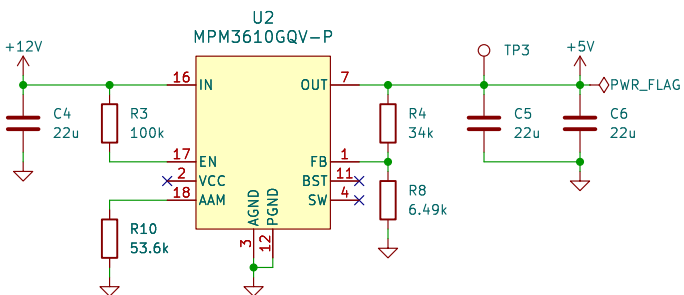 U2
MPM3610GQV-P
+12V
TP3
+5V
16
IN
OUT
7
PWR_FLAG
C4
22u
R3
100k
R4
34k
C5
22u
C6
22u
17
EN
FB
1
2
VCC
BST
11
18
AAM
SW
4
R8
6.49k
AGND
PGND
3
12
R10
53.6k